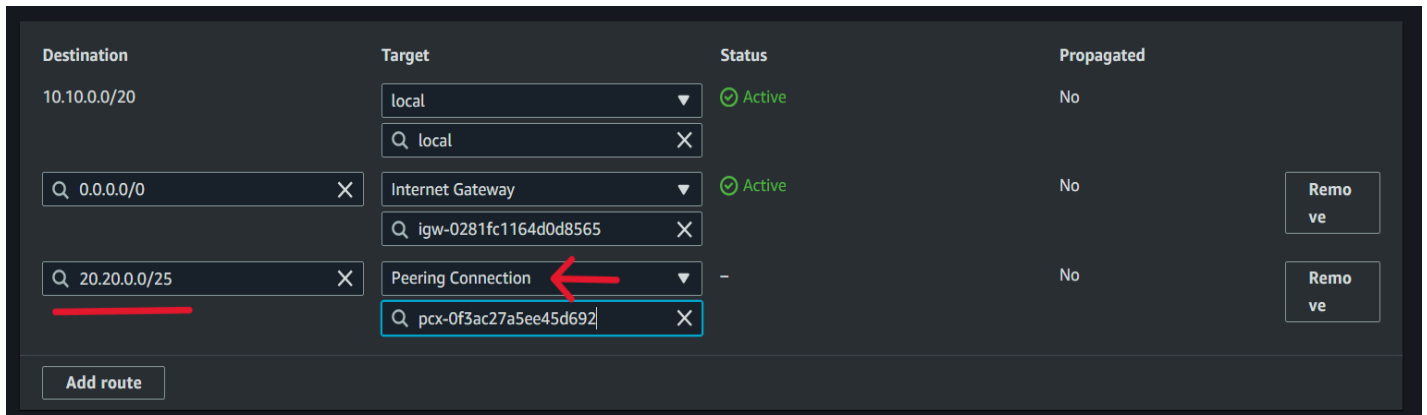 Destination Target Status Propagated
10.10.0.0/20 local Active No
local
0.0.0.0/0 Internet Gateway Active No Remo
ve
igw-0281fc1164d0d8565
20.20.0.0/25 Peering Connection – No Remo
ve
pcx-0f3ac27a5ee45d692
Add route